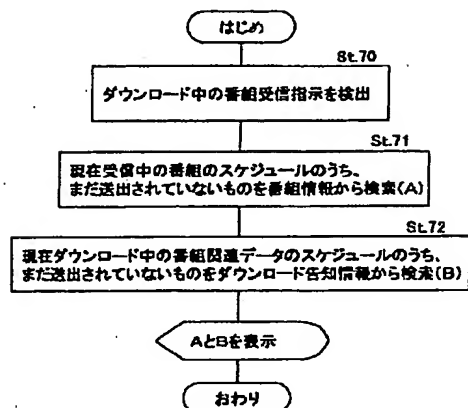 はじめ
St.70
ダウンロード中の番組受信指示を検出
St.71
現在受信中の番組のスケジュールのうち、
まだ送出されていないものを番組情報から検索(A)
St.72
現在ダウンロード中の番組関連データのスケジュールのうち、
まだ送出されていないものをダウンロード告知情報から検索(B)
AとBを表示
おわり